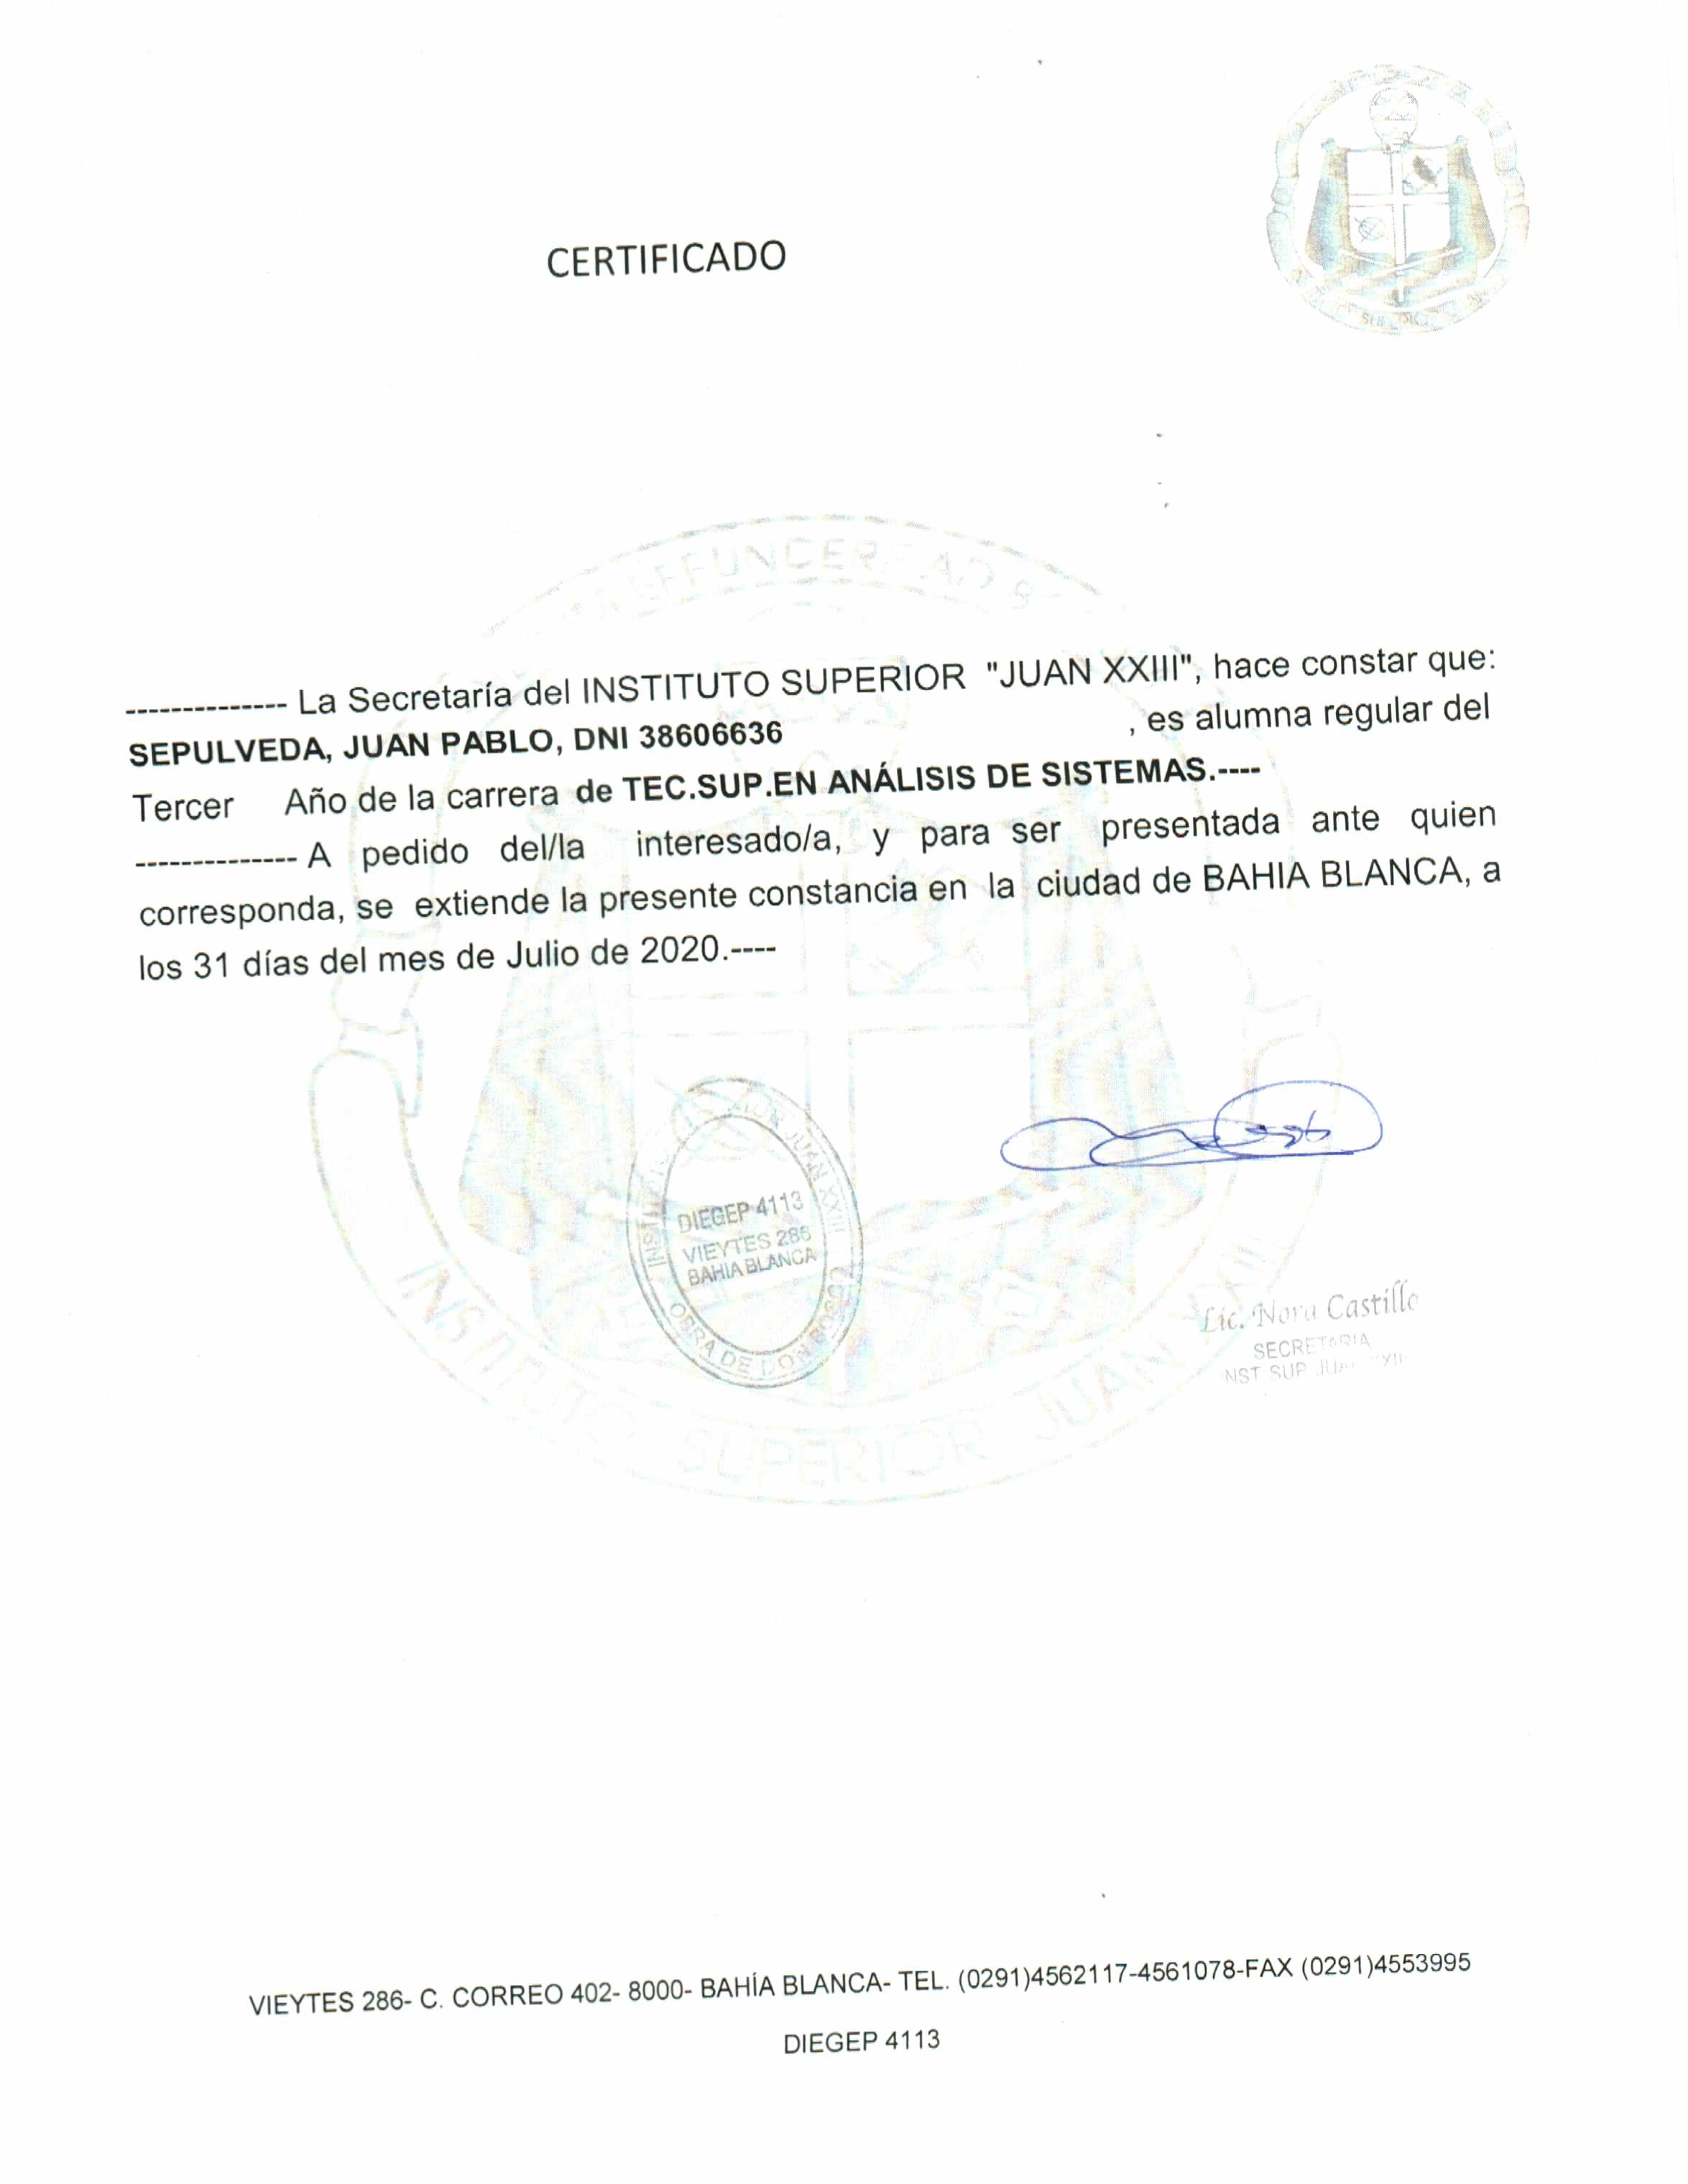 CERTIFICADO
-------------- La Secretaría del INSTITUTO SUPERIOR "JUAN XXIII", hace constar que:
SEPULVEDA, JUAN PABLO, DNI 38606636 , es alumna regular del
Tercer Año de la carrera de TEC.SUP.EN ANÁLISIS DE SISTEMAS.----
-------------- A pedido del/la interesado/a, y para ser presentada ante quien
corresponda, se extiende la presente constancia en la ciudad de BAHIA BLANCA, a
los 31 días del mes de Julio de 2020.----
JUAN XXIII
DIEGEP 4113
VIEYTES 286
BAHIA BLANCA
OBRA DE DON BOSCO
Lic. Nora Castillo
SECRETARIA
NST SUP JUAN XXIII
INSTITUTO SUPERIOR JUAN XXIII
VIEYTES 286- C. CORREO 402- 8000- BAHÍA BLANCA- TEL. (0291)4562117-4561078-FAX (0291)4553995
DIEGEP 4113